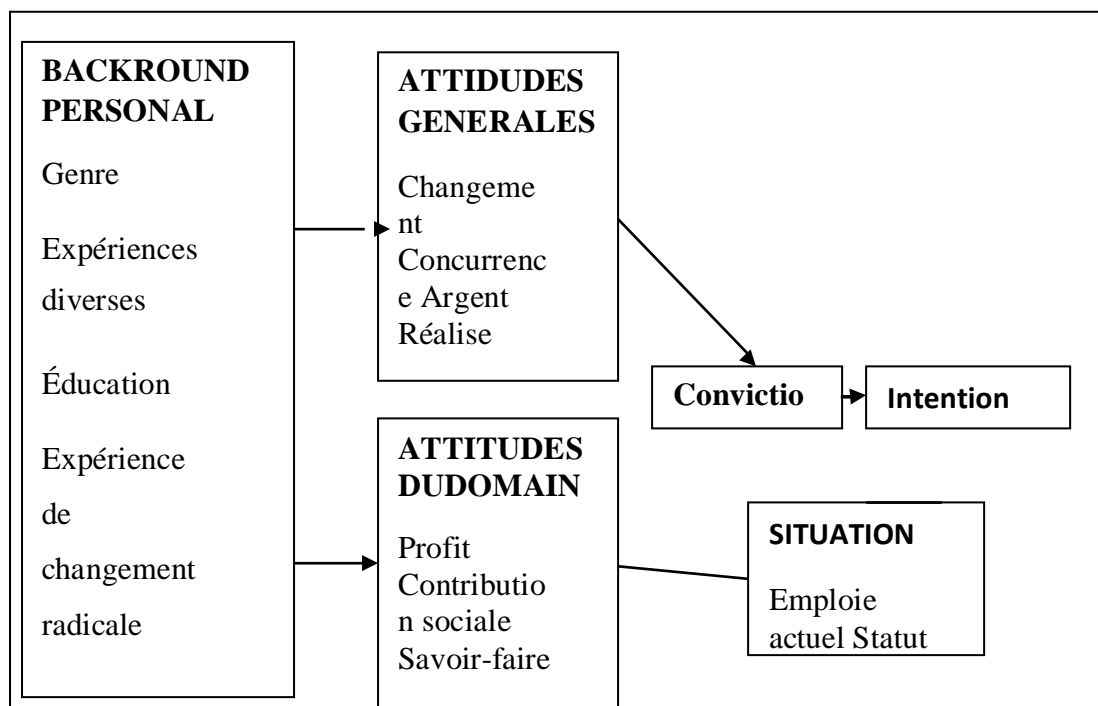 BACKROUND
PERSONAL
Genre
Expériences
diverses
Éducation
Expérience
de
changement
radicale
ATTIDUDES
GENERALES
Changeme
nt
Concurrenc
e Argent
Réalise
Convictio
Intention
ATTITUDES
DUDOMAIN
Profit
Contributio
n sociale
Savoir-faire
SITUATION
Emploie
actuel Statut